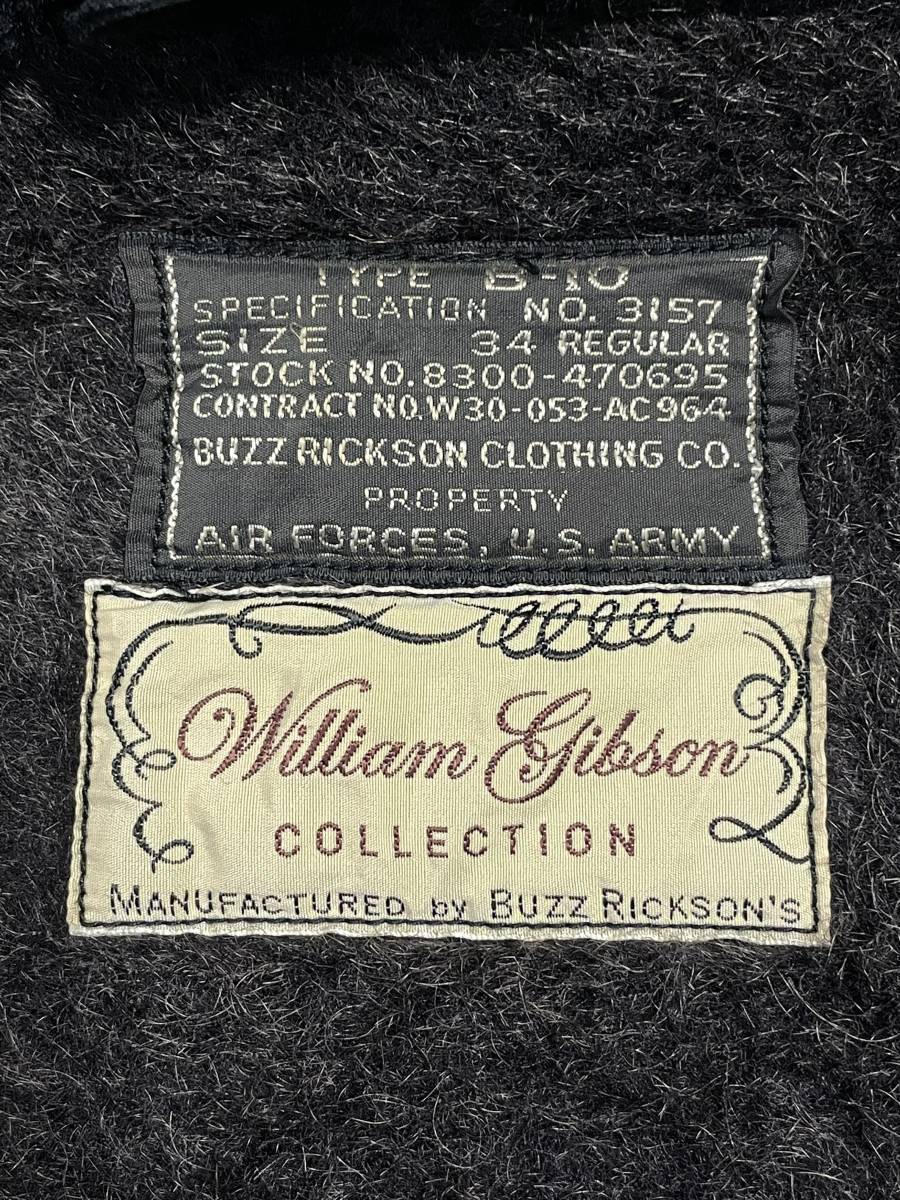 TYPE B-10
SPECIFICATION NO. 3157
SIZE 34 REGULAR
STOCK NO. 8300-470695
CONTRACT NO. W30-053-AC964
BUZZ RICKSON CLOTHING CO.
PROPERTY
AIR FORCES, U.S. ARMY
William Gibson
COLLECTION
MANUFACTURED by BUZZ RICKSON'S